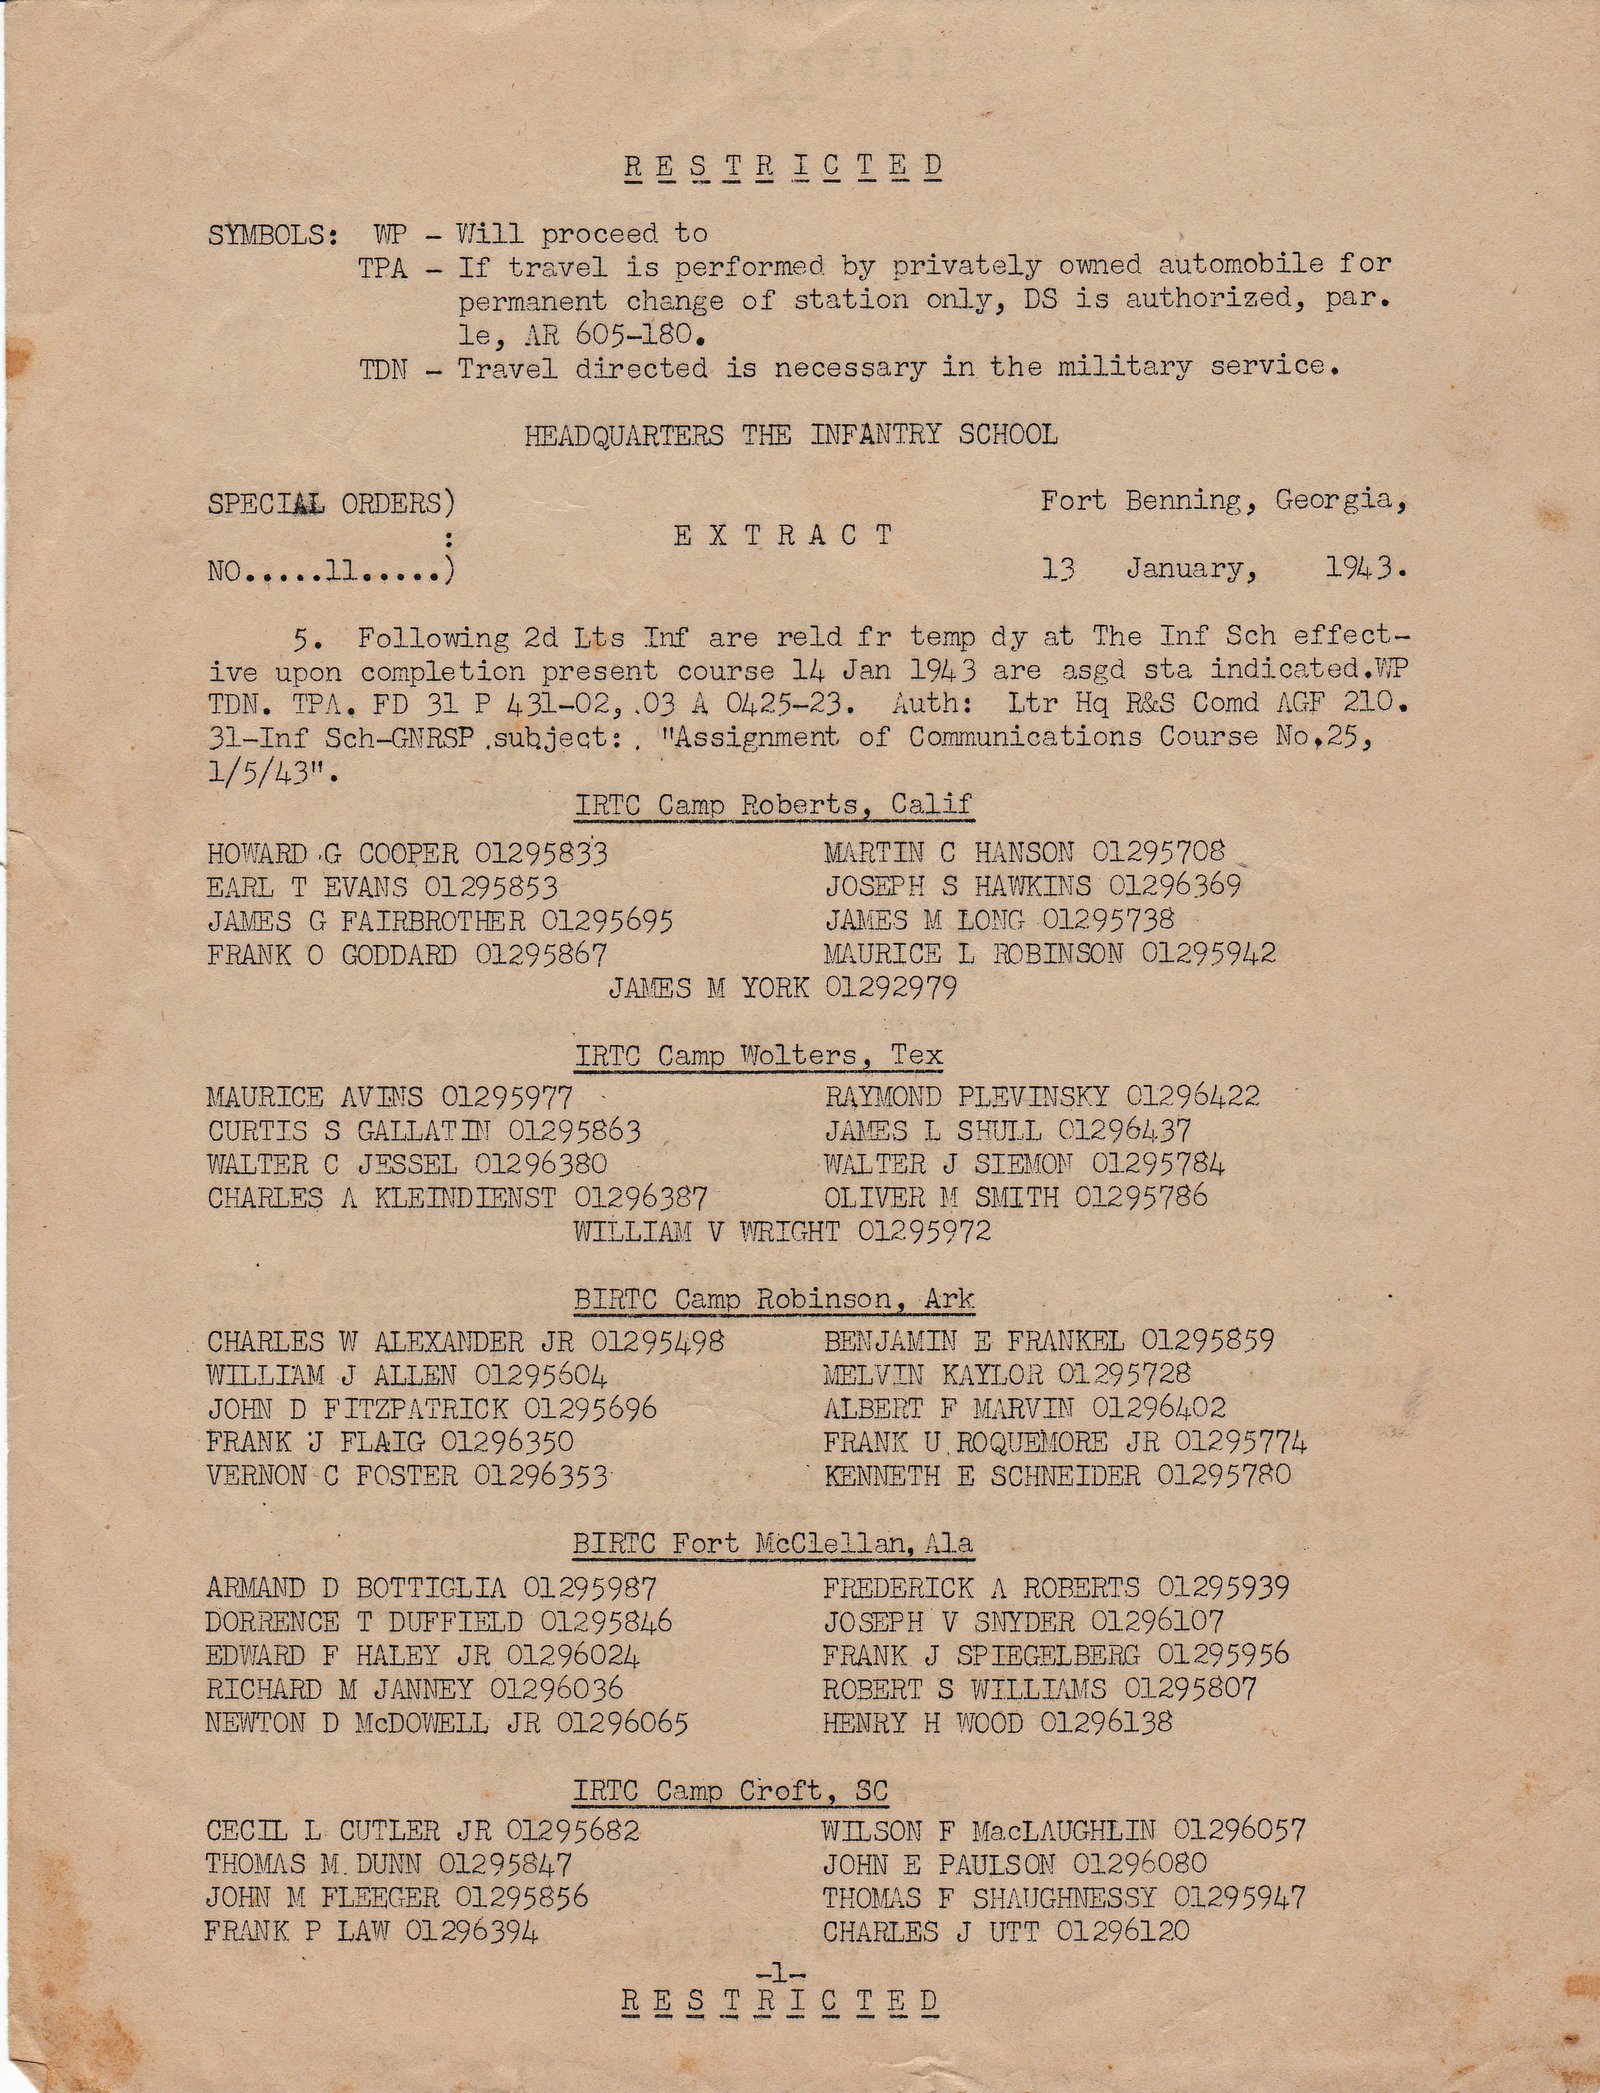 R E S T R I C T E D
SYMBOLS: WP - Will proceed to
TPA - If travel is performed by privately owned automobile for
permanent change of station only, DS is authorized, par.
le, AR 605-180.
TDN - Travel directed is necessary in the military service.
HEADQUARTERS THE INFANTRY SCHOOL
SPECIAL ORDERS) Fort Benning, Georgia,
: E X T R A C T
NO.....11.....) 13 January, 1943.
5. Following 2d Lts Inf are reld fr temp dy at The Inf Sch effect-
ive upon completion present course 14 Jan 1943 are asgd sta indicated.WP
TDN. TPA. FD 31 P 431-02, .03 A 0425-23. Auth: Ltr Hq R&S Comd AGF 210.
31-Inf Sch-GNRSP .subject: . "Assignment of Communications Course No.25,
1/5/43".
IRTC Camp Roberts, Calif
HOWARD G COOPER 01295833 MARTIN C HANSON 01295708
EARL T EVANS 01295853 JOSEPH S HAWKINS 01296369
JAMES G FAIRBROTHER 01295695 JAMES M LONG 01295738
FRANK O GODDARD 01295867 MAURICE L ROBINSON 01295942
JAMES M YORK 01292979
IRTC Camp Wolters, Tex
MAURICE AVINS 01295977 RAYMOND PLEVINSKY 01296422
CURTIS S GALLATIN 01295863 JAMES L SHULL 01296437
WALTER C JESSEL 01296380 WALTER J SIEMON 01295784
CHARLES A KLEINDIENST 01296387 OLIVER M SMITH 01295786
WILLIAM V WRIGHT 01295972
BIRTC Camp Robinson, Ark
CHARLES W ALEXANDER JR 01295498 BENJAMIN E FRANKEL 01295859
WILLIAM J ALLEN 01295604 MELVIN KAYLOR 01295728
JOHN D FITZPATRICK 01295696 ALBERT F MARVIN 01296402
FRANK J FLAIG 01296350 FRANK U ROQUEMORE JR 01295774
VERNON C FOSTER 01296353 KENNETH E SCHNEIDER 01295780
BIRTC Fort McClellan, Ala
ARMAND D BOTTIGLIA 01295987 FREDERICK A ROBERTS 01295939
DORRENCE T DUFFIELD 01295846 JOSEPH V SNYDER 01296107
EDWARD F HALEY JR 01296024 FRANK J SPIEGELBERG 01295956
RICHARD M JANNEY 01296036 ROBERT S WILLIAMS 01295807
NEWTON D McDOWELL JR 01296065 HENRY H WOOD 01296138
IRTC Camp Croft, SC
CECIL L CUTLER JR 01295682 WILSON F MacLAUGHLIN 01296057
THOMAS M DUNN 01295847 JOHN E PAULSON 01296080
JOHN M FLEEGER 01295856 THOMAS F SHAUGHNESSY 01295947
FRANK P LAW 01296394 CHARLES J UTT 01296120
-1-
R E S T R I C T E D